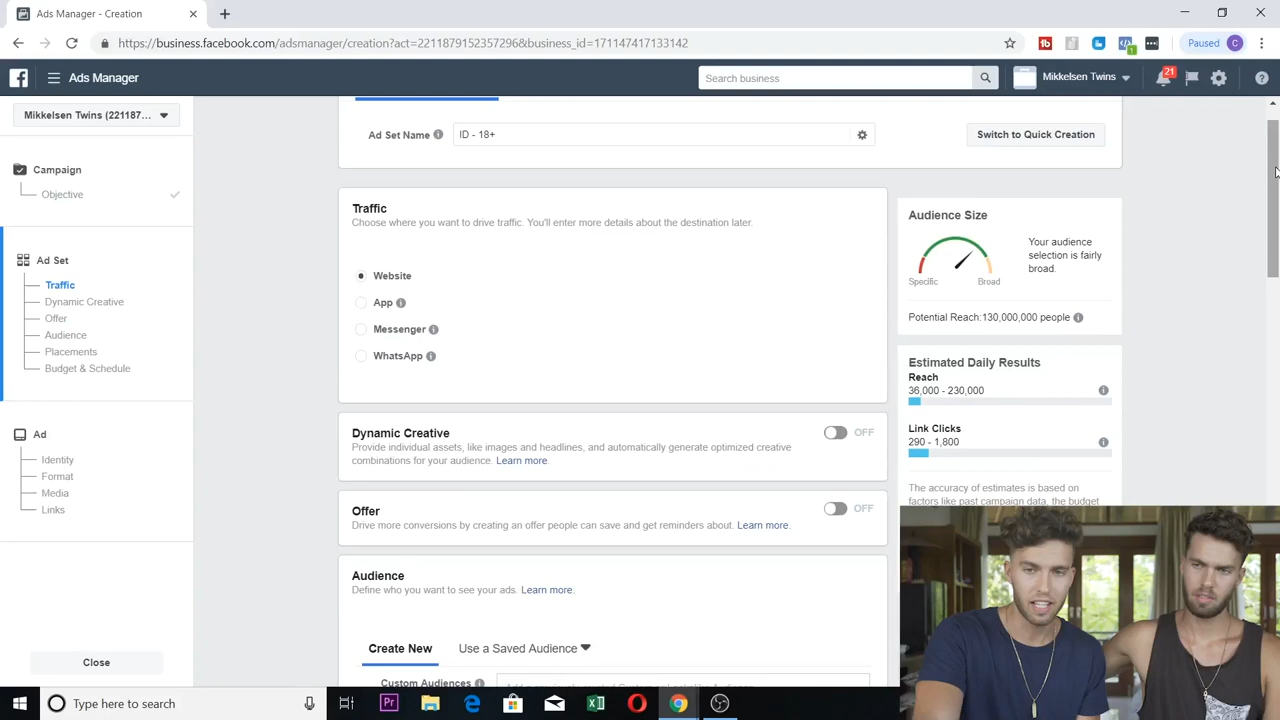 Ads Manager - Creation
https://business.facebook.com/adsmanager/creation?act=2211879152357296&business_id=171147417133142
Paused C
Ads Manager
Search business
Mikkelsen Twins
21
Mikkelsen Twins (221187...
Campaign
Objective
Ad Set
Traffic
Dynamic Creative
Offer
Audience
Placements
Budget & Schedule
Ad
Identity
Format
Media
Links
Close
Ad Set Name
ID - 18+
Switch to Quick Creation
Traffic
Choose where you want to drive traffic. You'll enter more details about the destination later.
Website
App
Messenger
WhatsApp
Dynamic Creative
OFF
Provide individual assets, like images and headlines, and automatically generate optimized creative
combinations for your audience. Learn more.
Offer
OFF
Drive more conversions by creating an offer people can save and get reminders about. Learn more.
Audience
Define who you want to see your ads. Learn more.
Create New
Use a Saved Audience
Custom Audiences
Audience Size
Your audience
selection is fairly
broad.
Specific
Broad
Potential Reach:130,000,000 people
Estimated Daily Results
Reach
36,000 - 230,000
Link Clicks
290 - 1,800
The accuracy of estimates is based on
factors like past campaign data, the budget
Type here to search
Pr